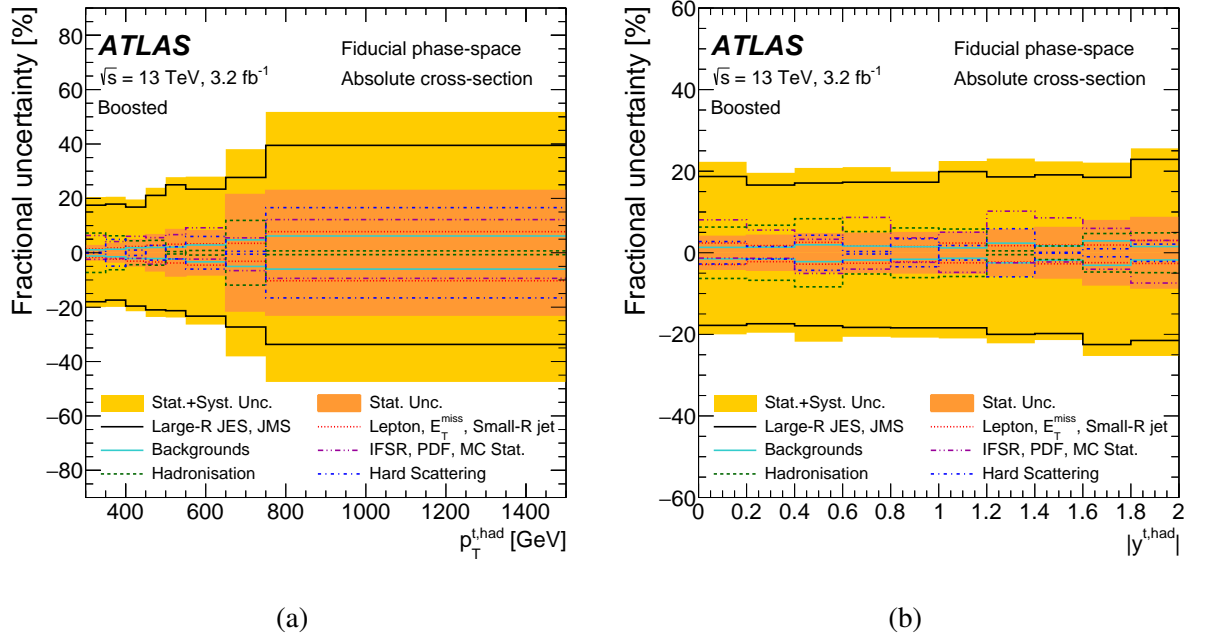 Fractional uncertainty [%]
80
60
40
20
0
−20
−40
−60
−80
ATLAS
√s = 13 TeV, 3.2 fb-1
Boosted
Fiducial phase-space
Absolute cross-section
Stat.+Syst. Unc.
Stat. Unc.
Large-R JES, JMS
Lepton, E_T^miss, Small-R jet
Backgrounds
IFSR, PDF, MC Stat.
Hadronisation
Hard Scattering
400 600 800 1000 1200 1400
p_T^t,had [GeV]
(a)
Fractional uncertainty [%]
60
40
20
0
−20
−40
−60
ATLAS
√s = 13 TeV, 3.2 fb-1
Boosted
Fiducial phase-space
Absolute cross-section
Stat.+Syst. Unc.
Stat. Unc.
Large-R JES, JMS
Lepton, E_T^miss, Small-R jet
Backgrounds
IFSR, PDF, MC Stat.
Hadronisation
Hard Scattering
0 0.2 0.4 0.6 0.8 1 1.2 1.4 1.6 1.8 2
|y^t,had|
(b)